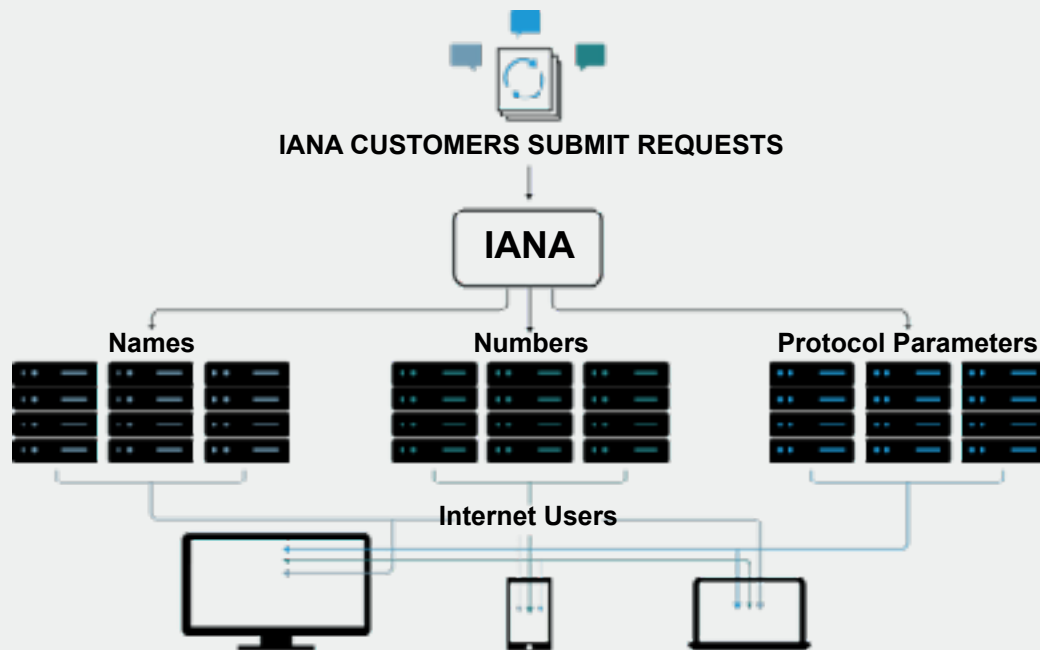 IANA CUSTOMERS SUBMIT REQUESTS
IANA
Names
Numbers
Protocol Parameters
Internet Users